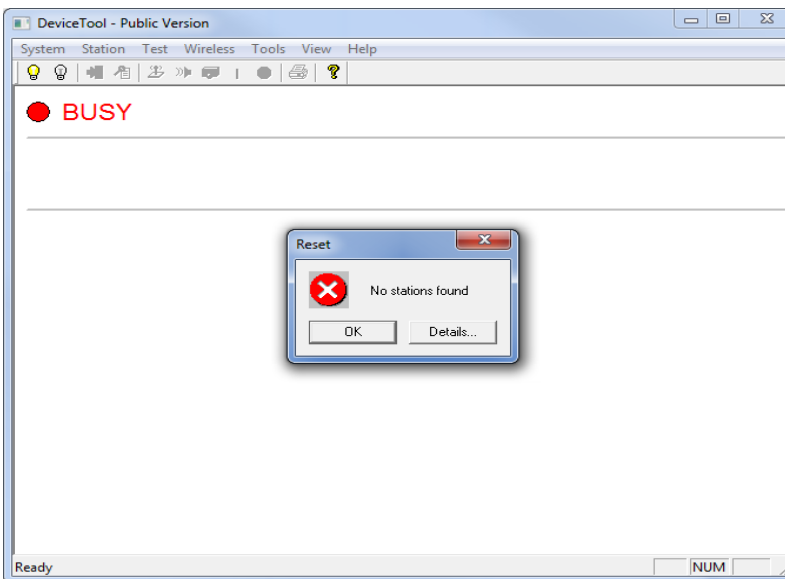 DeviceTool - Public Version
System Station Test Wireless Tools View Help
BUSY
Reset
No stations found
OK Details...
Ready NUM